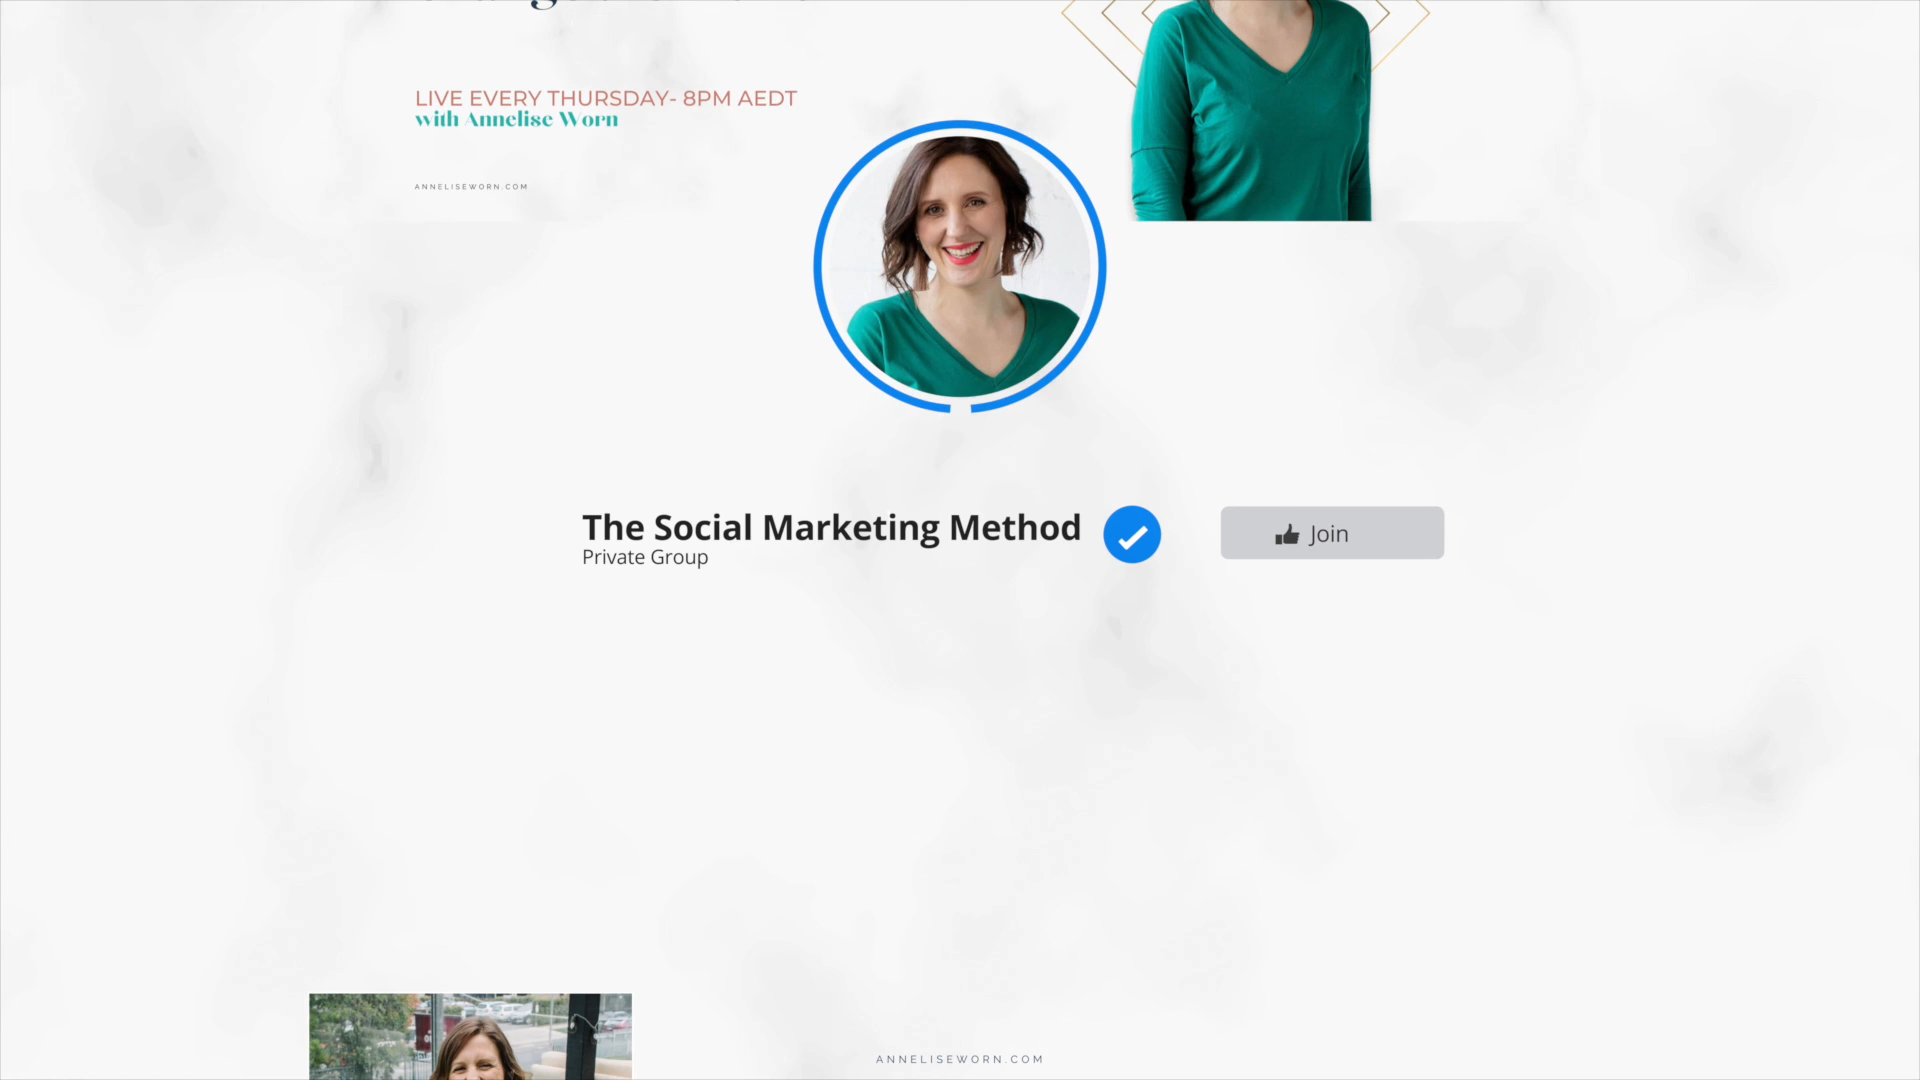 LIVE EVERY THURSDAY- 8PM AEDT
with Annelise Worn
ANNELISEWORN.COM
The Social Marketing Method
Private Group
Join
ANNELISEWORN.COM